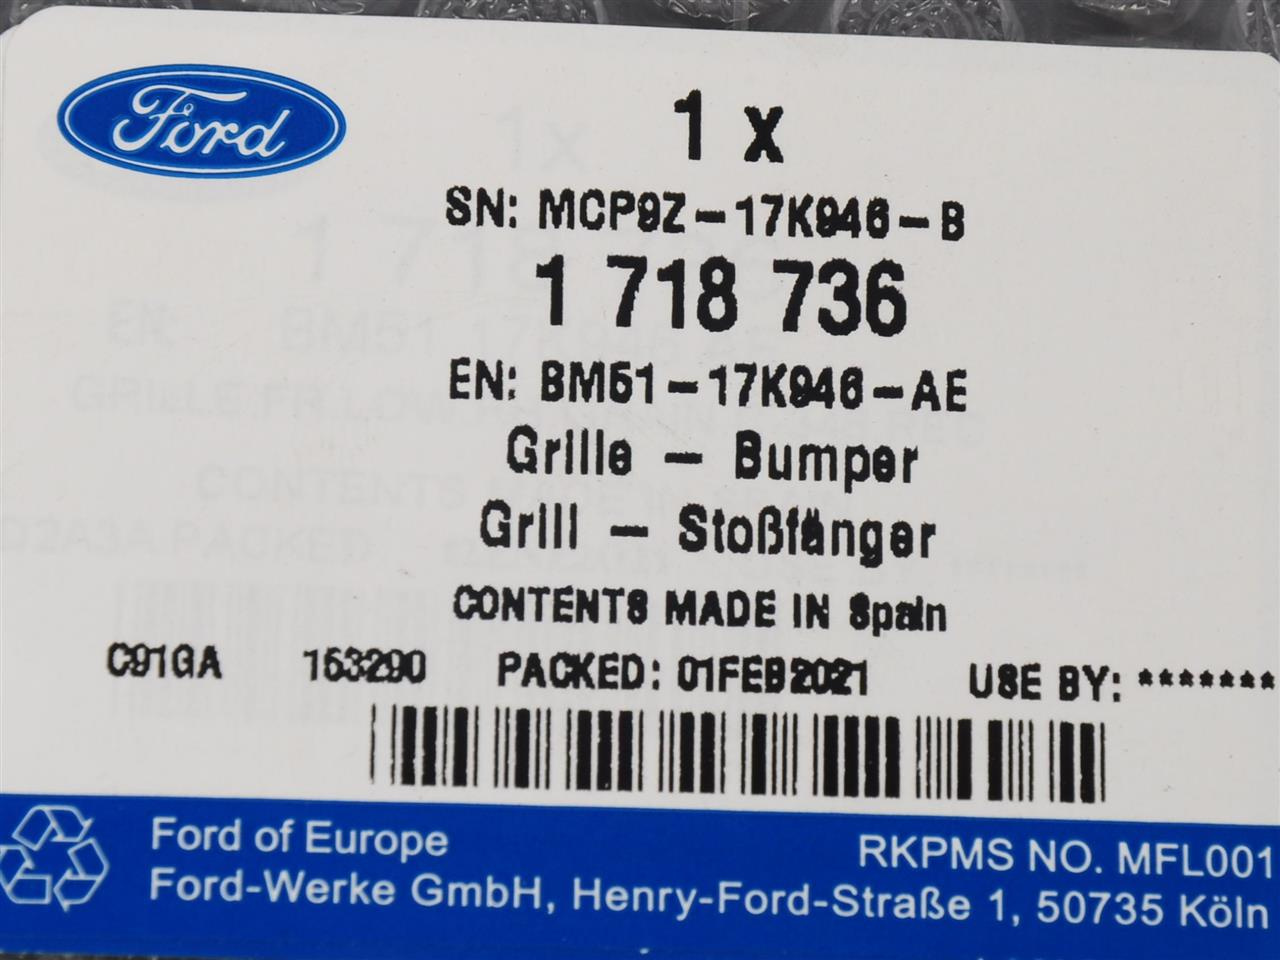 Ford
1 x
SN: MCP9Z-17K946-B
1 718 736
EN: BM51-17K946-AE
Grille - Bumper
Grill - Stoßfänger
CONTENTS MADE IN Spain
C91GA 153290 PACKED: 01FEB2021 USE BY: *******
Ford of Europe
RKPMS NO. MFL001
Ford-Werke GmbH, Henry-Ford-Straße 1, 50735 Köln